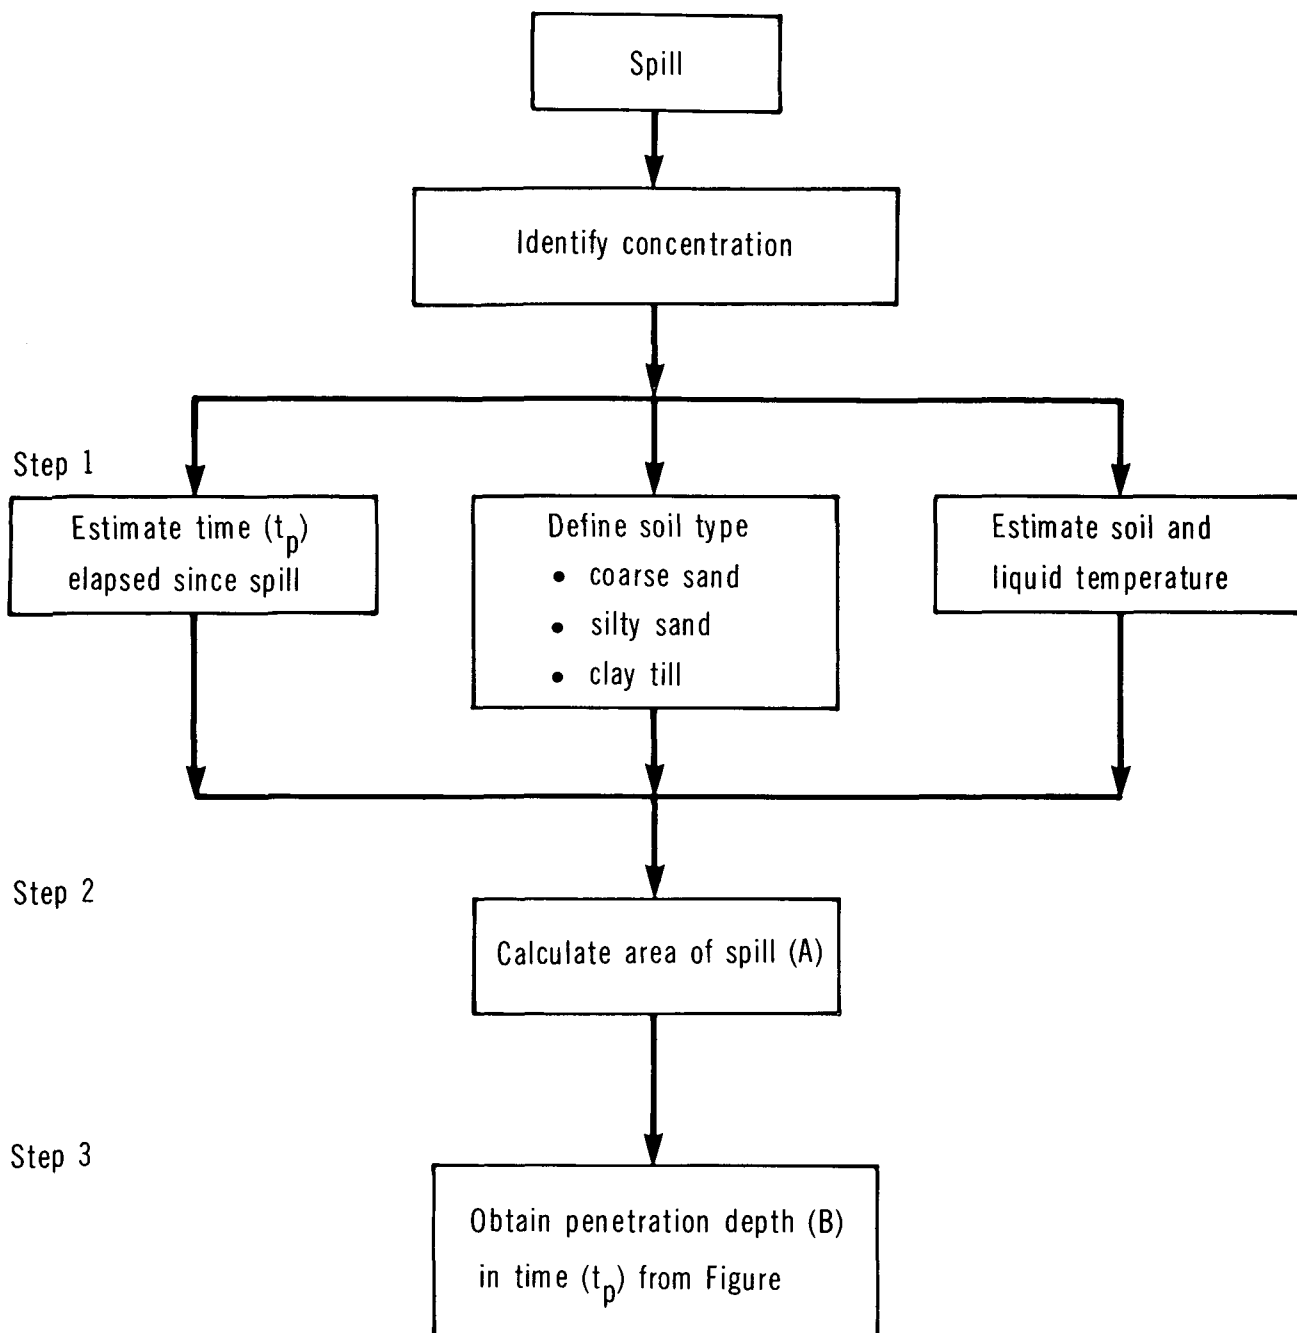 Spill
Identify concentration
Step 1
Estimate time (tp)
elapsed since spill
Define soil type
• coarse sand
• silty sand
• clay till
Estimate soil and
liquid temperature
Step 2
Calculate area of spill (A)
Step 3
Obtain penetration depth (B)
in time (tp) from Figure